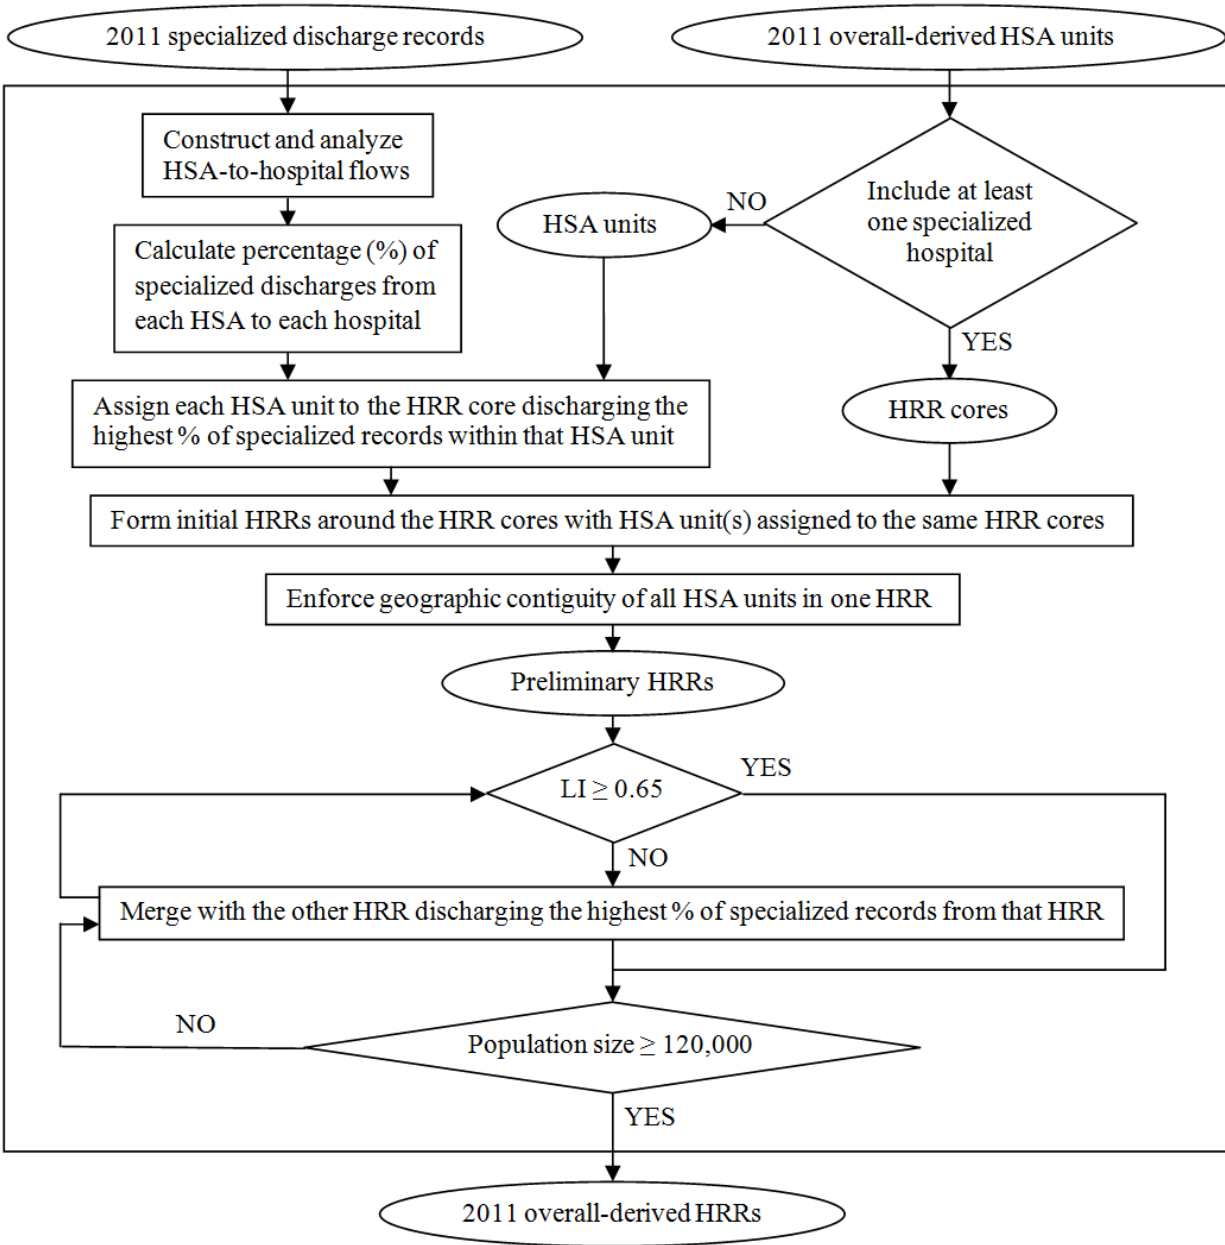 2011 specialized discharge records
2011 overall-derived HSA units
Construct and analyze
HSA-to-hospital flows
Include at least
one specialized
hospital
NO
HSA units
Calculate percentage (%) of
specialized discharges from
each HSA to each hospital
YES
HRR cores
Assign each HSA unit to the HRR core discharging the
highest % of specialized records within that HSA unit
Form initial HRRs around the HRR cores with HSA unit(s) assigned to the same HRR cores
Enforce geographic contiguity of all HSA units in one HRR
Preliminary HRRs
LI ≥ 0.65
YES
NO
Merge with the other HRR discharging the highest % of specialized records from that HRR
NO
Population size ≥ 120,000
YES
2011 overall-derived HRRs